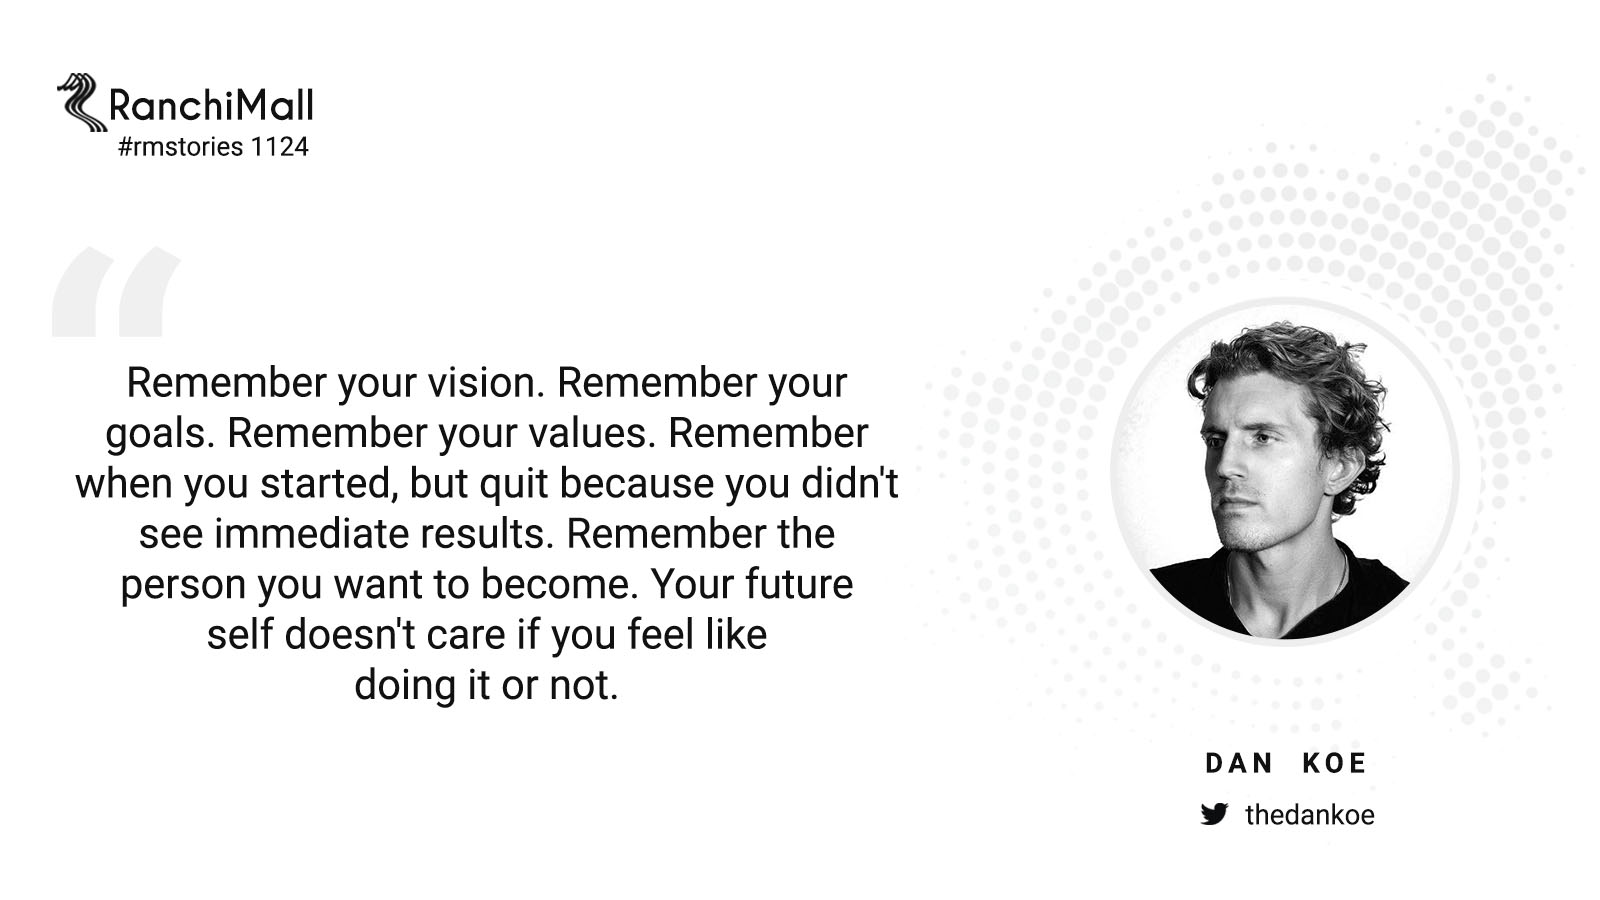 RanchiMall
#rmstories 1124
Remember your vision. Remember your
goals. Remember your values. Remember
when you started, but quit because you didn't
see immediate results. Remember the
person you want to become. Your future
self doesn't care if you feel like
doing it or not.
DAN KOE
thedankoe